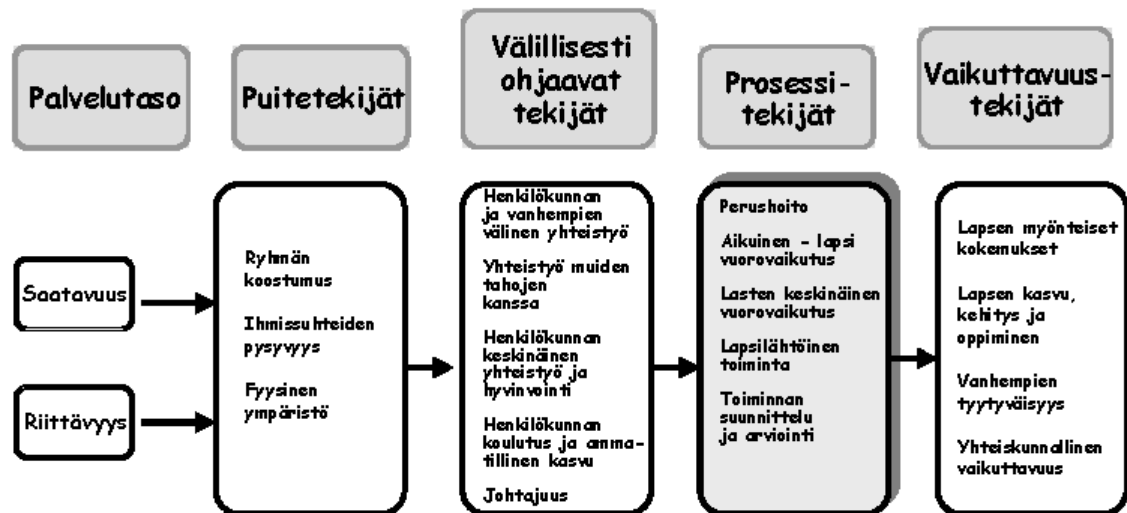 Palvelutaso
Puitetekijät
Välillisesti
ohjaavat
tekijät
Prosessi-
tekijät
Vaikuttavuus-
tekijät
Saatavuus
Riittävyys
Ryhmän
koostumus
Ihmissuhteiden
pysyvyys
Fyysinen
ympäristö
Henkilökunnan
ja vanhempien
välinen yhteistyö
Yhteistyö muiden
tahojen
kanssa
Henkilökunnan
keskinäinen
yhteistyö ja
hyvinvointi
Henkilökunnan
koulutus ja amma-
tillinen kasvu
Johtajuus
Perushoito
Aikuinen - lapsi
vuorovaikutus
Lasten keskinäinen
vuorovaikutus
Lapsilähtöinen
toiminta
Toiminnan
suunnittelu
ja arviointi
Lapsen myönteiset
kokemukset
Lapsen kasvu,
kehitys ja
oppiminen
Vanhempien
tyytyväisyys
Yhteiskunnallinen
vaikuttavuus